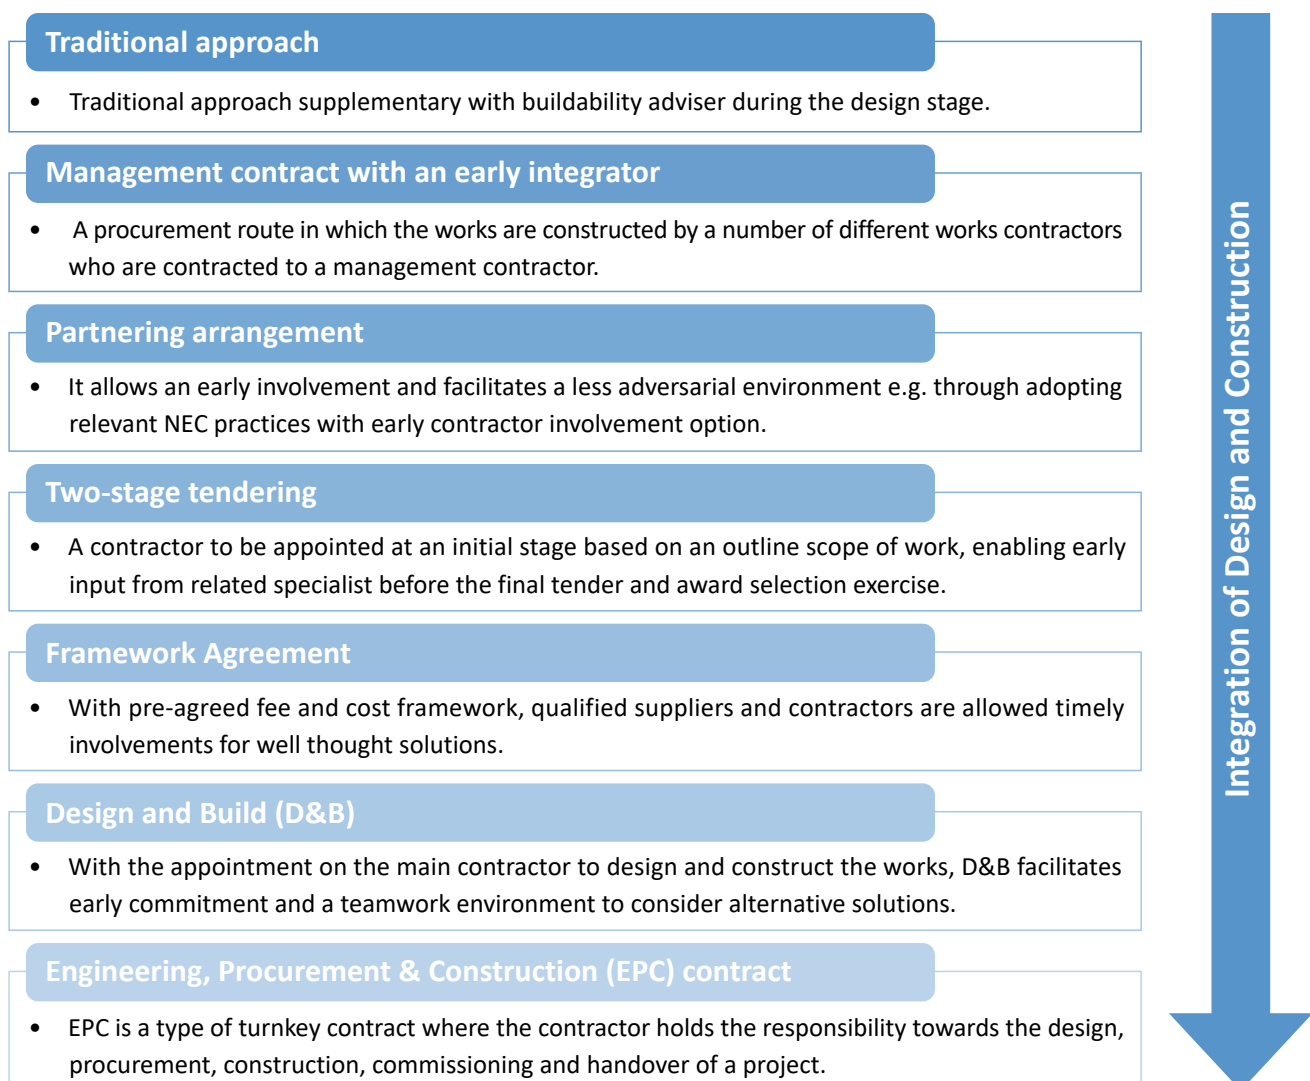 Traditional approach
• Traditional approach supplementary with buildability adviser during the design stage.
Management contract with an early integrator
• A procurement route in which the works are constructed by a number of different works contractors
who are contracted to a management contractor.
Partnering arrangement
• It allows an early involvement and facilitates a less adversarial environment e.g. through adopting
relevant NEC practices with early contractor involvement option.
Two-stage tendering
• A contractor to be appointed at an initial stage based on an outline scope of work, enabling early
input from related specialist before the final tender and award selection exercise.
Framework Agreement
• With pre-agreed fee and cost framework, qualified suppliers and contractors are allowed timely
involvements for well thought solutions.
Design and Build (D&B)
• With the appointment on the main contractor to design and construct the works, D&B facilitates
early commitment and a teamwork environment to consider alternative solutions.
Engineering, Procurement & Construction (EPC) contract
• EPC is a type of turnkey contract where the contractor holds the responsibility towards the design,
procurement, construction, commissioning and handover of a project.
Integration of Design and Construction